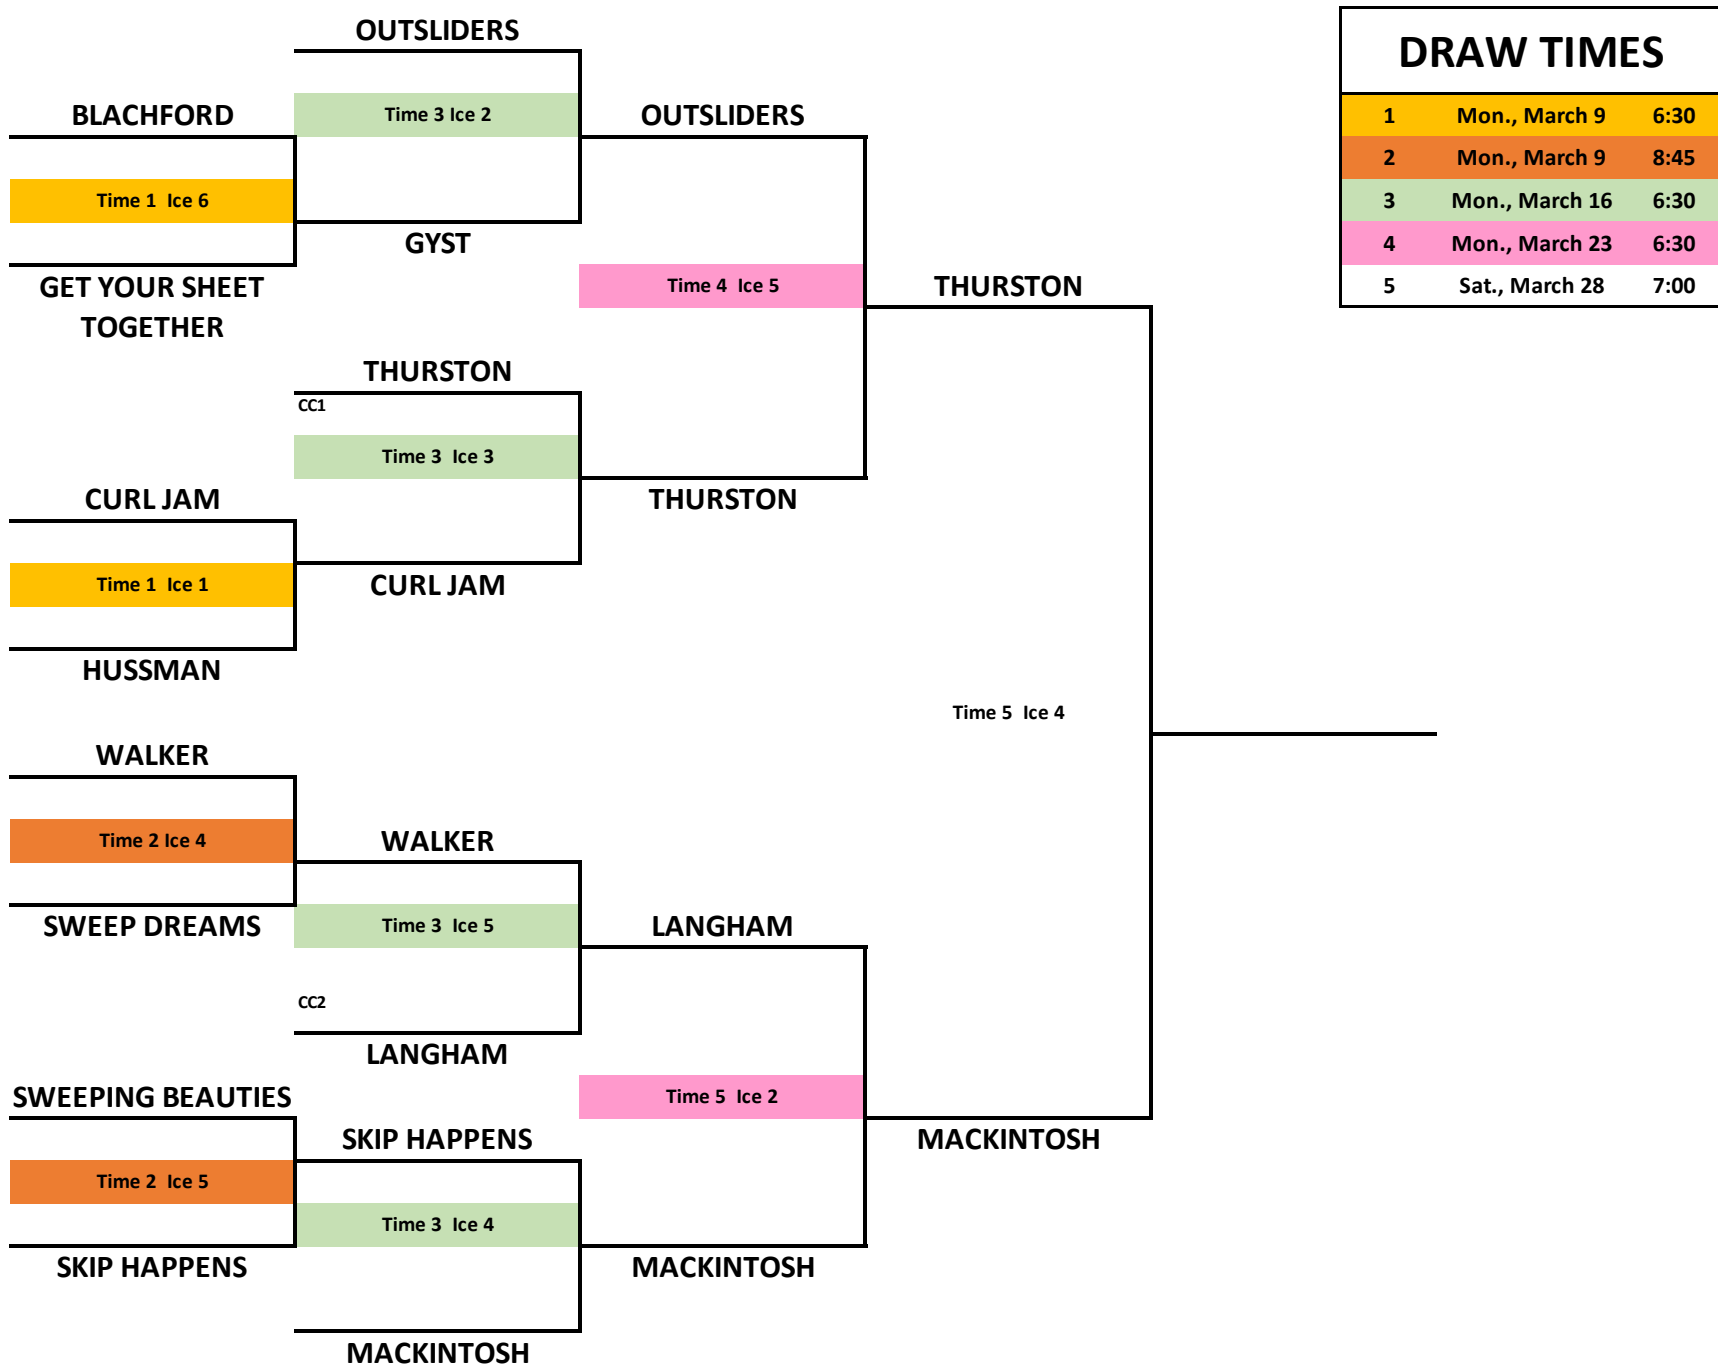 OUTSLIDERS
DRAW TIMES
BLACHFORD
Time 3 Ice 2
OUTSLIDERS
1 Mon., March 9 6:30
2 Mon., March 9 8:45
Time 1 Ice 6
3 Mon., March 16 6:30
GYST
4 Mon., March 23 6:30
GET YOUR SHEET
TOGETHER
Time 4 Ice 5
THURSTON
5 Sat., March 28 7:00
THURSTON
CC1
Time 3 Ice 3
CURL JAM
THURSTON
Time 1 Ice 1
CURL JAM
HUSSMAN
Time 5 Ice 4
WALKER
Time 2 Ice 4
WALKER
SWEEP DREAMS
Time 3 Ice 5
LANGHAM
CC2
LANGHAM
SWEEPING BEAUTIES
Time 5 Ice 2
SKIP HAPPENS
MACKINTOSH
Time 2 Ice 5
Time 3 Ice 4
SKIP HAPPENS
MACKINTOSH
MACKINTOSH